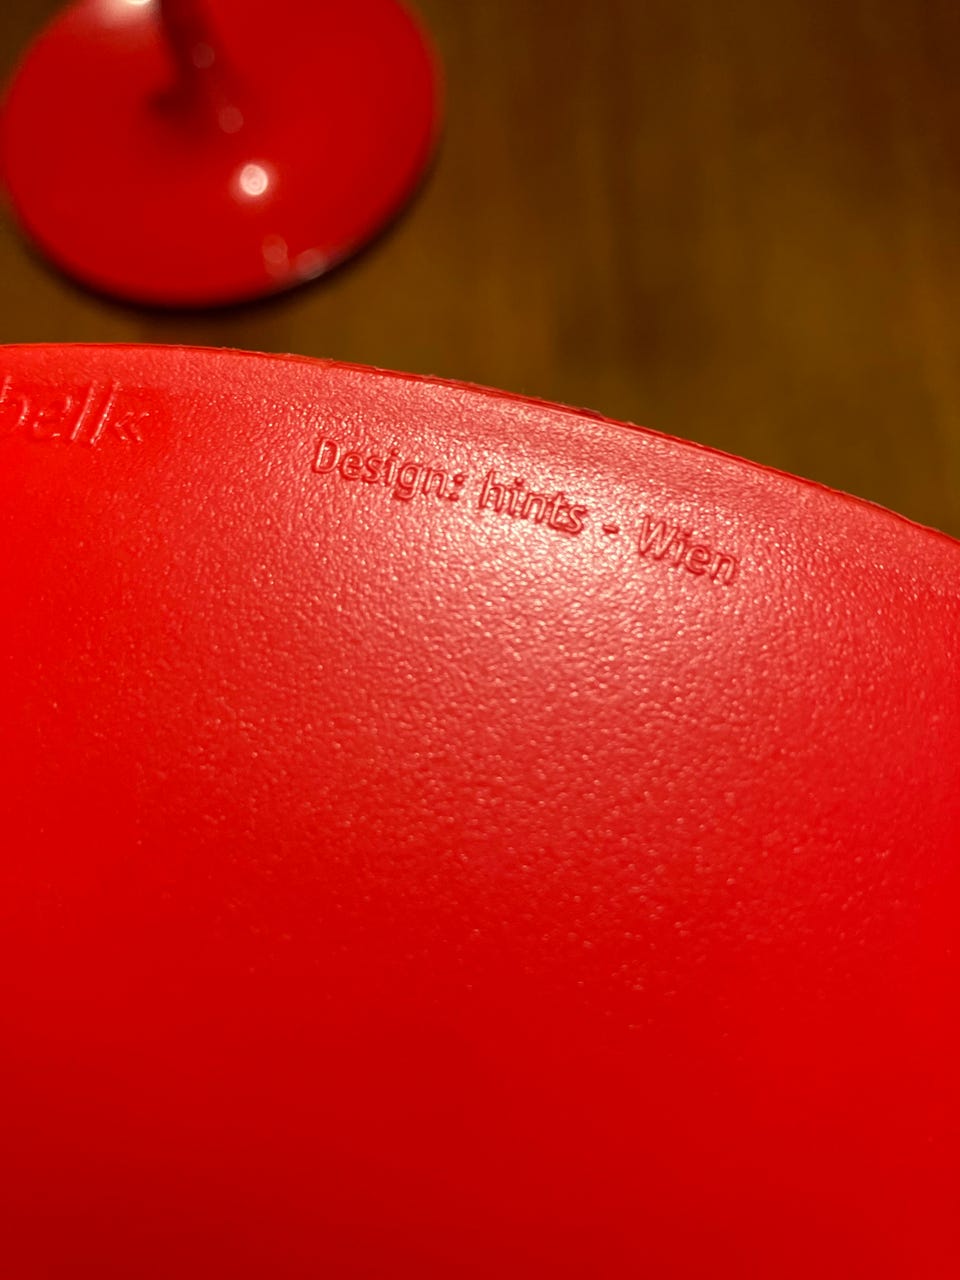 Design: hints - Wien